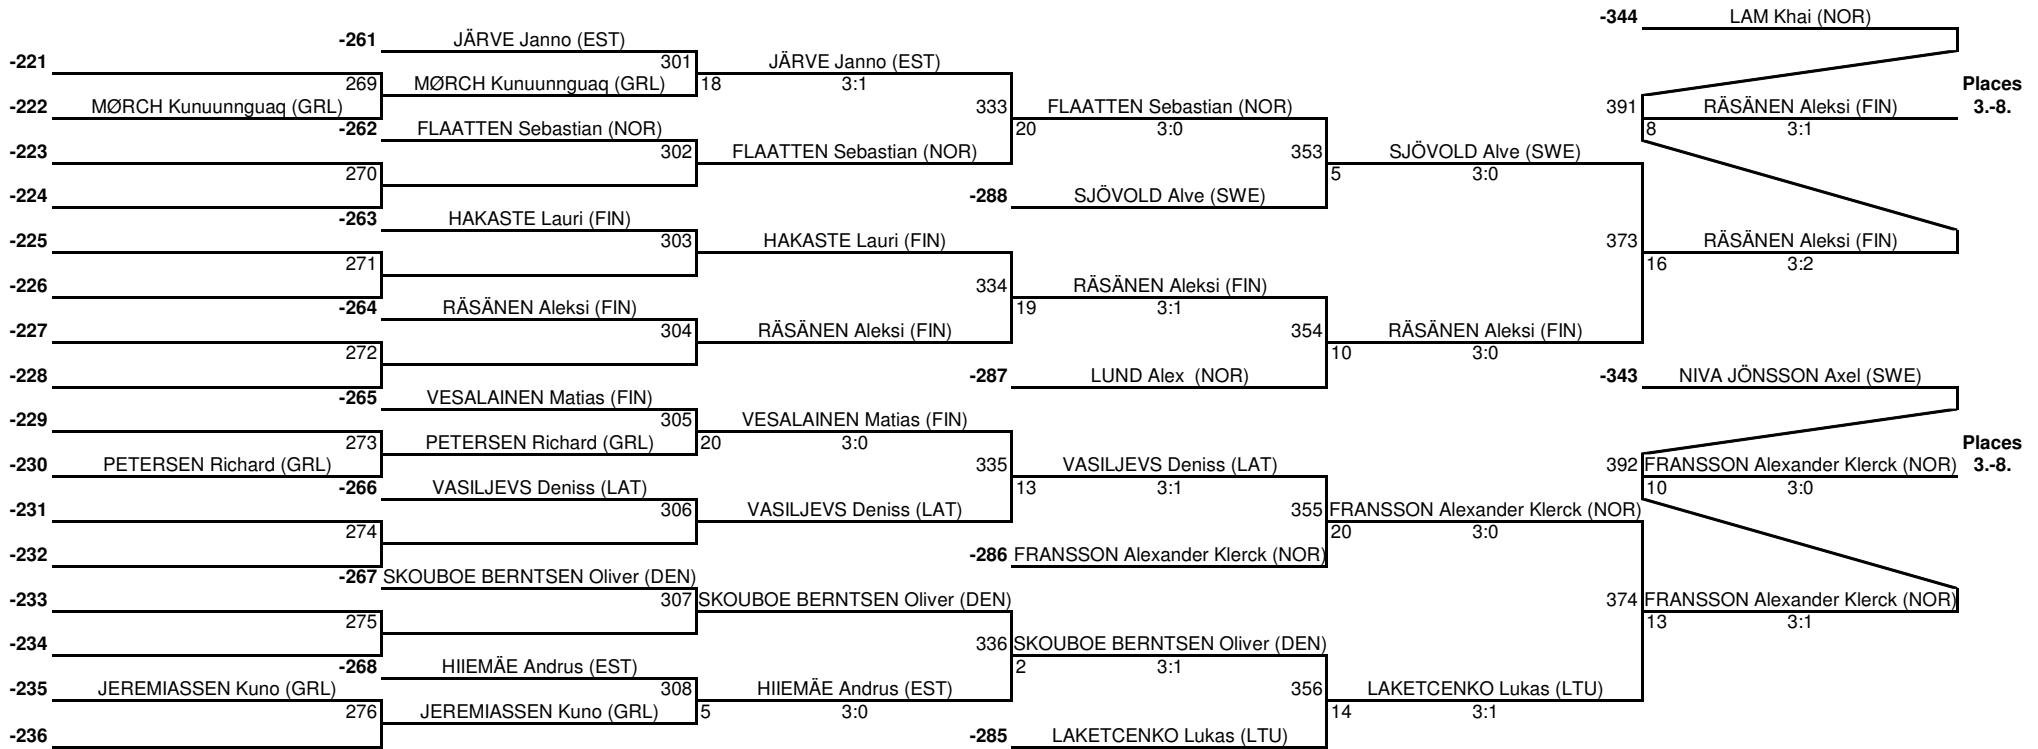 -344 LAM Khai (NOR)
-261 JÄRVE Janno (EST)
-221 301 JÄRVE Janno (EST)
269 MØRCH Kunuunnguaq (GRL) 18 3:1 Places
-222 MØRCH Kunuunnguaq (GRL) 333 FLAATTEN Sebastian (NOR) 391 RÄSÄNEN Aleksi (FIN) 3.-8.
-262 FLAATTEN Sebastian (NOR) 20 3:0 8 3:1
-223 302 FLAATTEN Sebastian (NOR) 353 SJÖVOLD Alve (SWE)
270 5 3:0
-224 -288 SJÖVOLD Alve (SWE)
-263 HAKASTE Lauri (FIN)
-225 303 HAKASTE Lauri (FIN) 373 RÄSÄNEN Aleksi (FIN)
271 16 3:2
-226 334 RÄSÄNEN Aleksi (FIN)
-264 RÄSÄNEN Aleksi (FIN) 19 3:1
-227 304 RÄSÄNEN Aleksi (FIN) 354 RÄSÄNEN Aleksi (FIN)
272 10 3:0
-228 -287 LUND Alex (NOR) -343 NIVA JÖNSSON Axel (SWE)
-265 VESALAINEN Matias (FIN)
-229 305 VESALAINEN Matias (FIN)
273 PETERSEN Richard (GRL) 20 3:0 Places
-230 PETERSEN Richard (GRL) 335 VASILJEVS Deniss (LAT) 392 FRANSSON Alexander Klerck (NOR) 3.-8.
-266 VASILJEVS Deniss (LAT) 13 3:1 10 3:0
-231 306 VASILJEVS Deniss (LAT) 355 FRANSSON Alexander Klerck (NOR)
274 20 3:0
-232 -286 FRANSSON Alexander Klerck (NOR)
-267 SKOUBOE BERNTSEN Oliver (DEN)
-233 307 SKOUBOE BERNTSEN Oliver (DEN) 374 FRANSSON Alexander Klerck (NOR)
275 13 3:1
-234 336 SKOUBOE BERNTSEN Oliver (DEN)
-268 HIIEMÄE Andrus (EST) 2 3:1
-235 JEREMIASSEN Kuno (GRL) 308 HIIEMÄE Andrus (EST) 356 LAKETCENKO Lukas (LTU)
276 JEREMIASSEN Kuno (GRL) 5 3:0 14 3:1
-236 -285 LAKETCENKO Lukas (LTU)